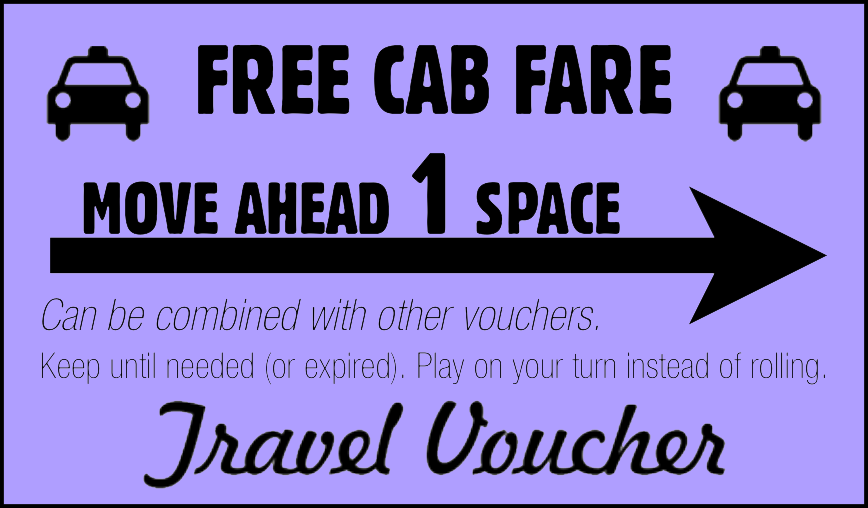 FREE CAB FARE
MOVE AHEAD 1 SPACE
Can be combined with other vouchers.
Keep until needed (or expired). Play on your turn instead of rolling.
Travel Voucher